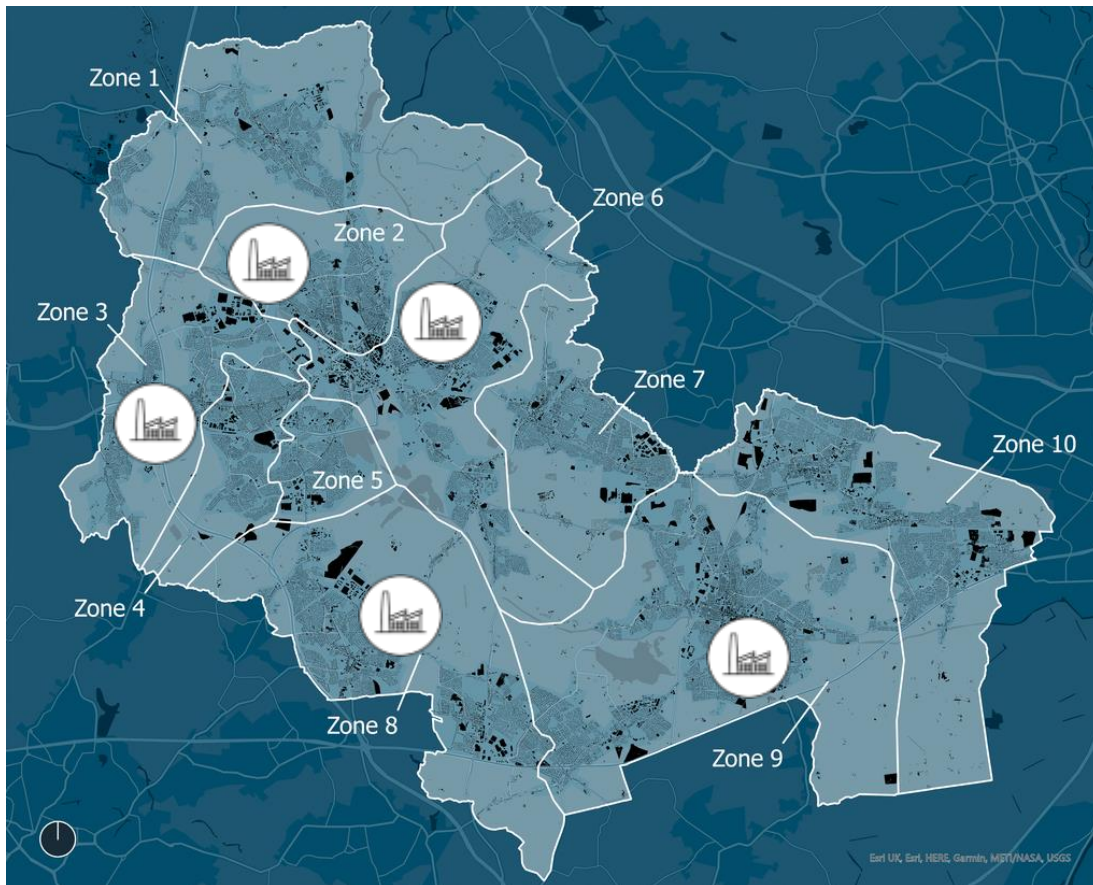 Zone 1
Zone 6
Zone 2
Zone 3
Zone 7
Zone 10
Zone 5
Zone 4
Zone 8
Zone 9
Esri UK, Esri, HERE, Garmin, METI/NASA, USGS